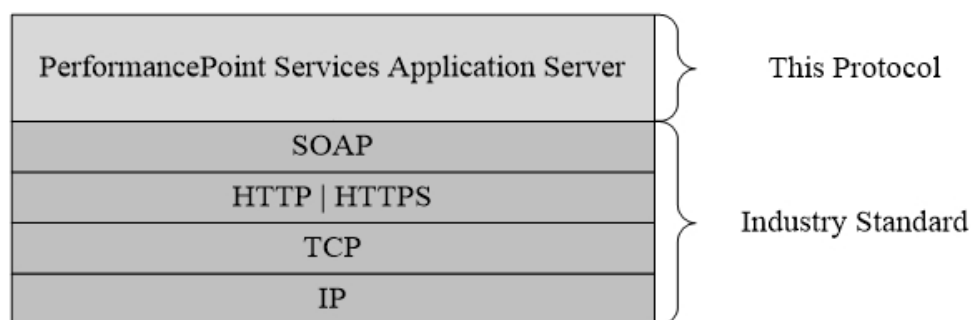 PerformancePoint Services Application Server
This Protocol
SOAP
HTTP | HTTPS
TCP
IP
Industry Standard